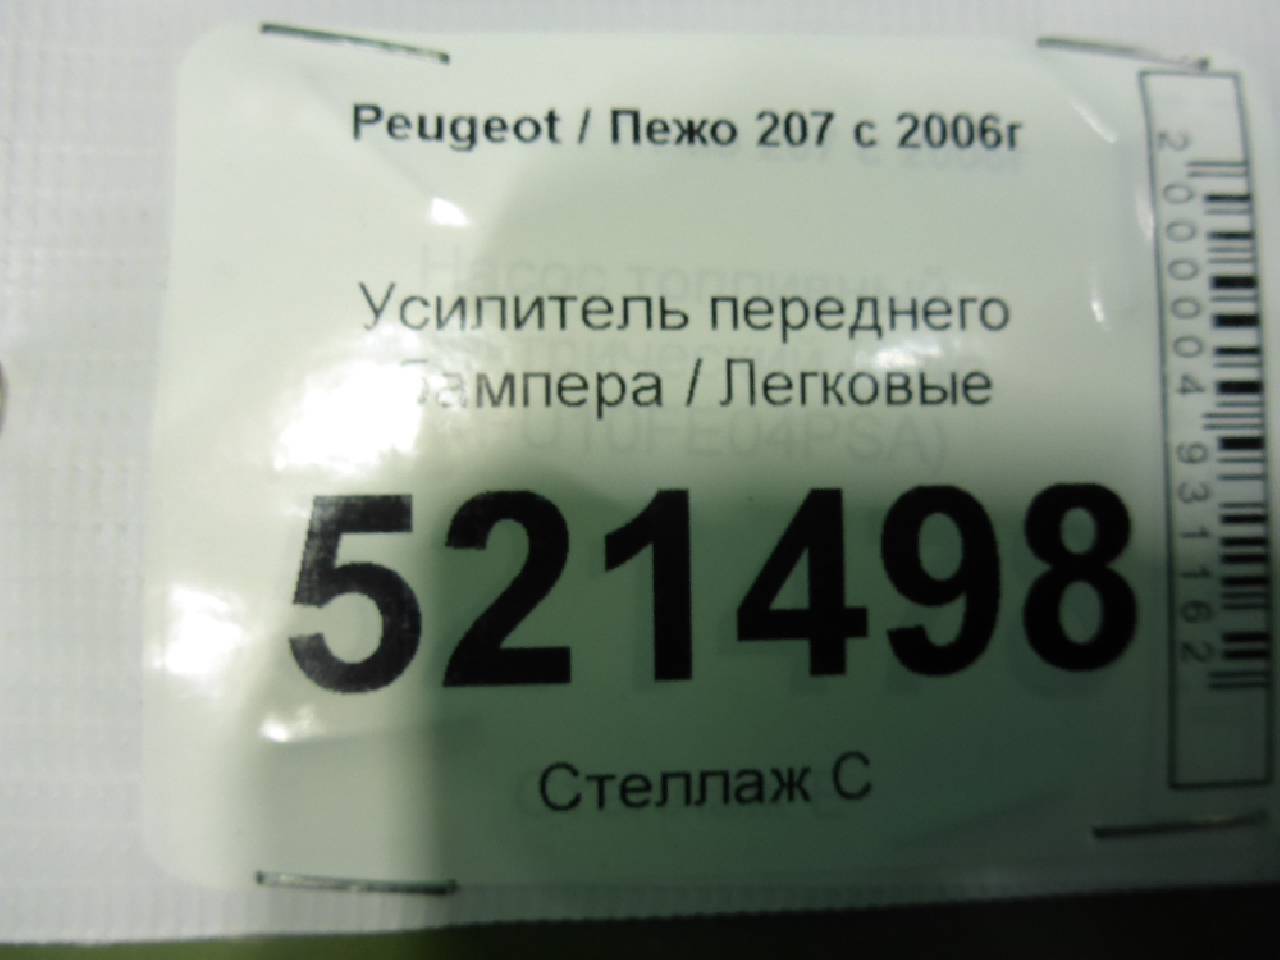 Peugeot / Пежо 207 с 2006г
Усилитель переднего
бампера / Легковые
521498
Стеллаж С
2000004931162